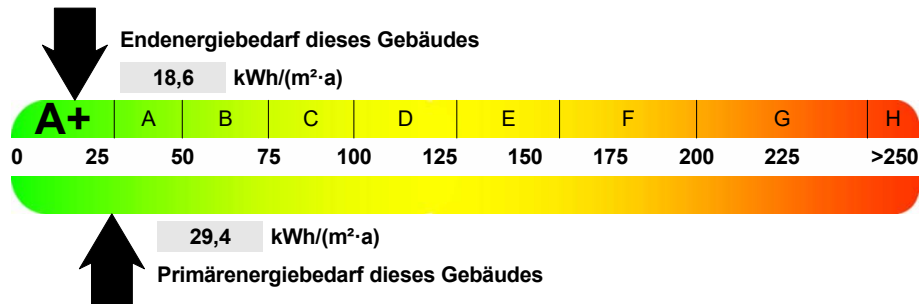 Endenergiebedarf dieses Gebäudes
18,6 kWh/(m²·a)
A+ A B C D E F G H
0 25 50 75 100 125 150 175 200 225 >250
29,4 kWh/(m²·a)
Primärenergiebedarf dieses Gebäudes